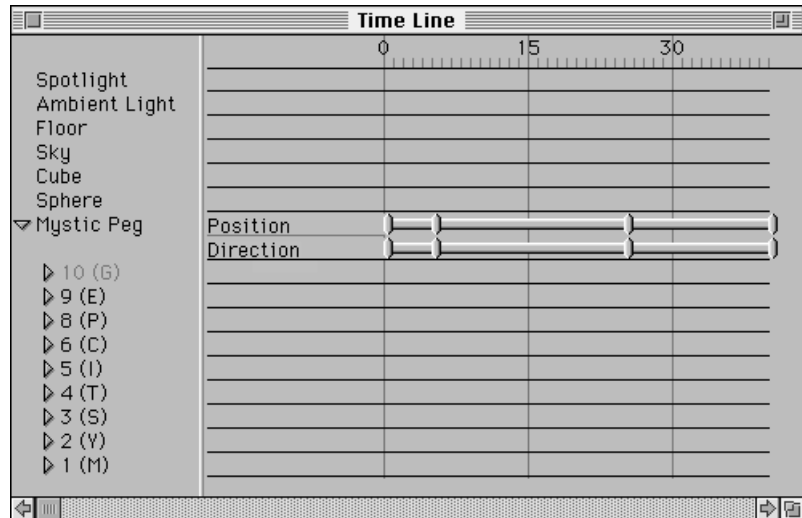 Time Line
0 15 30
Spotlight
Ambient Light
Floor
Sky
Cube
Sphere
Mystic Peg Position
Direction
10 (G)
9 (E)
8 (P)
6 (C)
5 (I)
4 (T)
3 (S)
2 (Y)
1 (M)